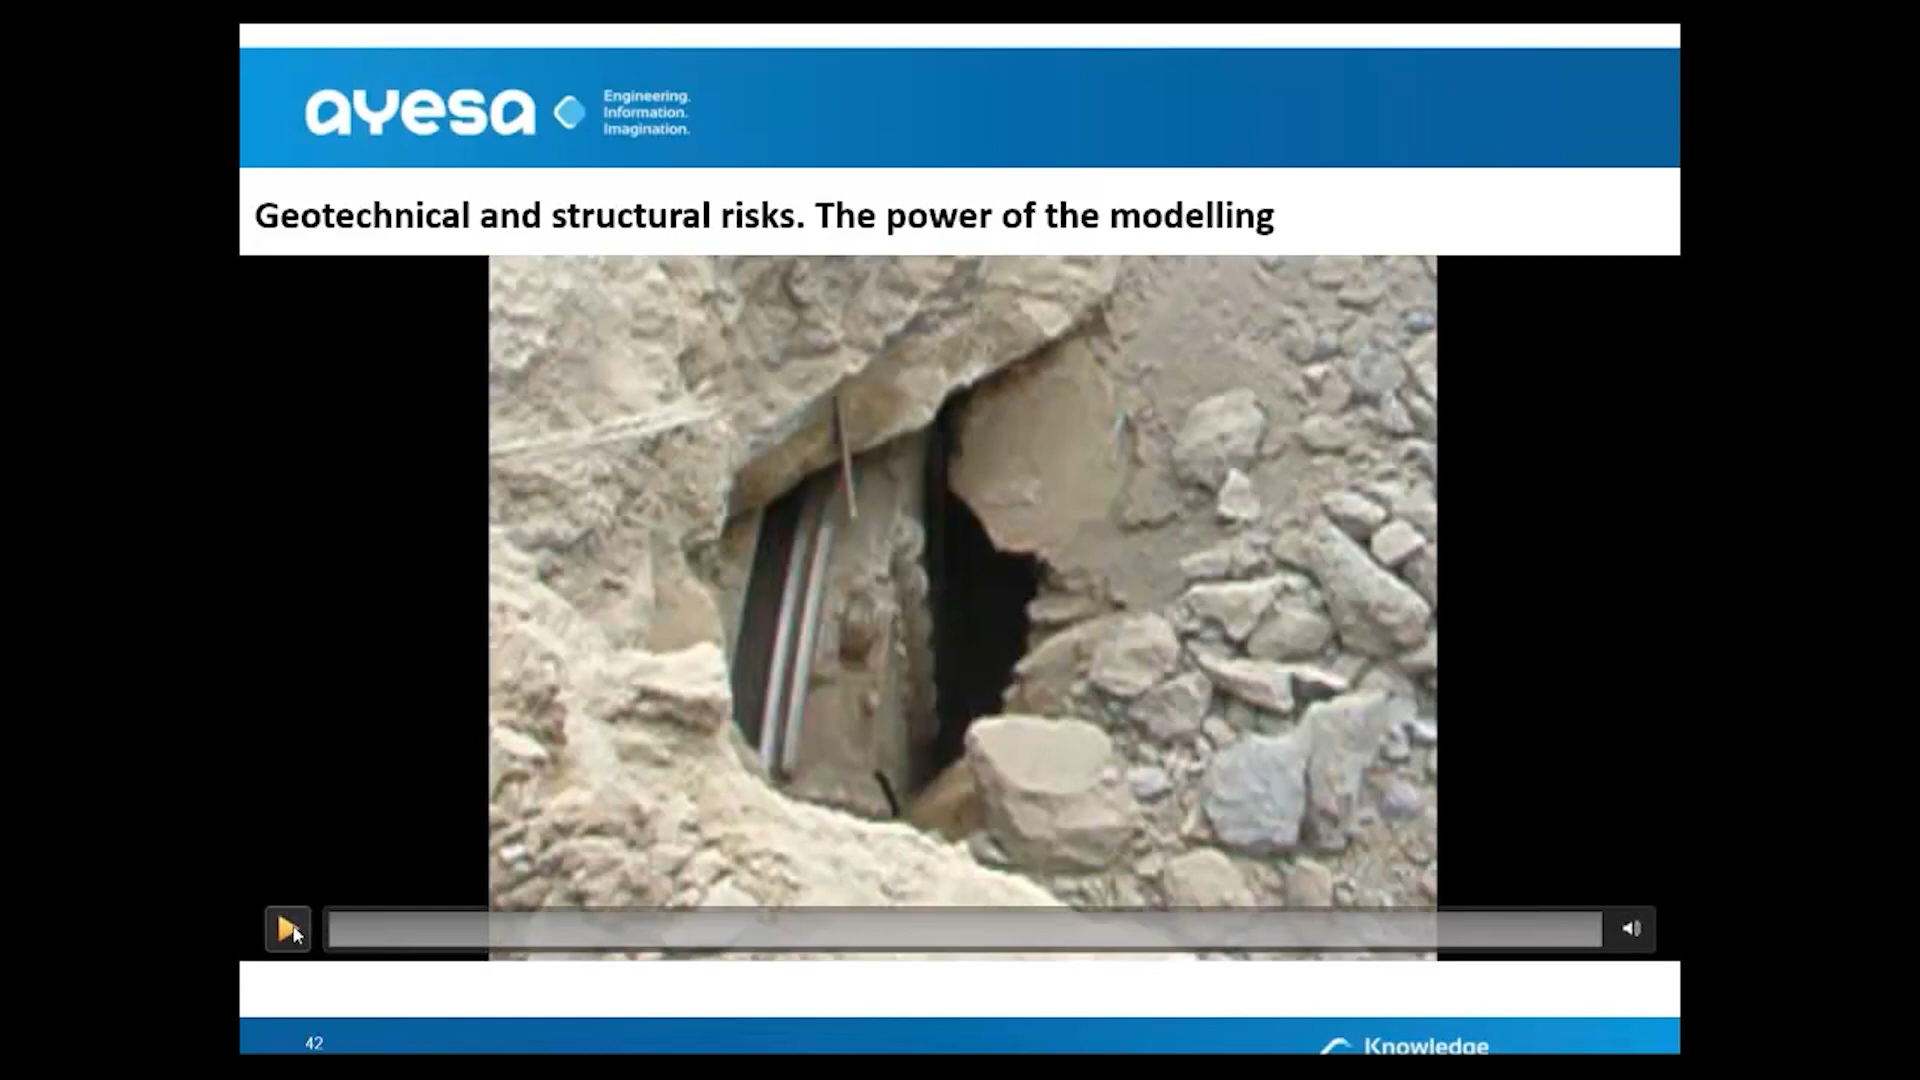 ayesa
Engineering.
Information.
Imagination.
Geotechnical and structural risks. The power of the modelling
42
Knowledge